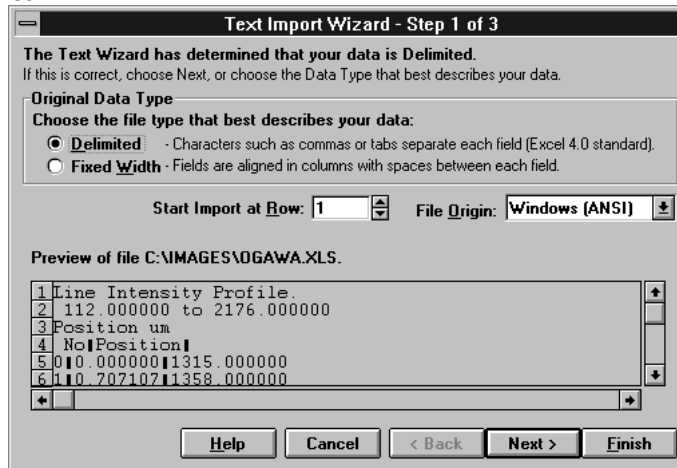 Text Import Wizard - Step 1 of 3
The Text Wizard has determined that your data is Delimited.
If this is correct, choose Next, or choose the Data Type that best describes your data.
Original Data Type
Choose the file type that best describes your data:
Delimited - Characters such as commas or tabs separate each field (Excel 4.0 standard).
Fixed Width - Fields are aligned in columns with spaces between each field.
Start Import at Row: 1 File Origin: Windows (ANSI)
Preview of file C:\IMAGES\OGAWA.XLS.
1 Line Intensity Profile.
2 112.000000 to 2176.000000
3 Position um
4 No▌Position▌
5 0▌0.000000▌1315.000000
6 1▌0.707107▌1358.000000
Help Cancel < Back Next > Finish